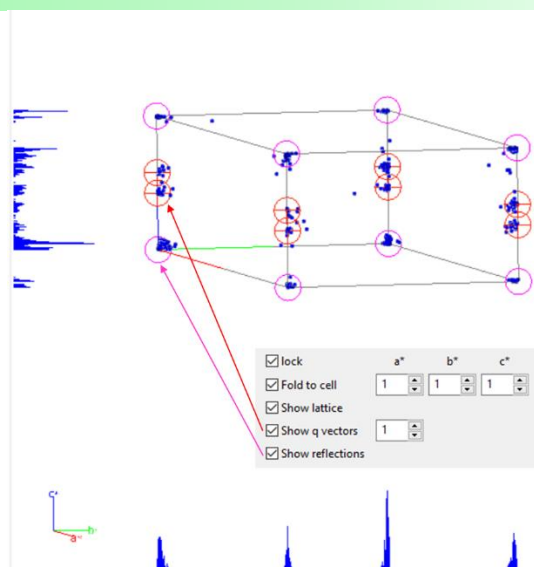 lock a* b* c*
Fold to cell 1 1 1
Show lattice
Show q vectors 1
Show reflections
c*
b*
a*